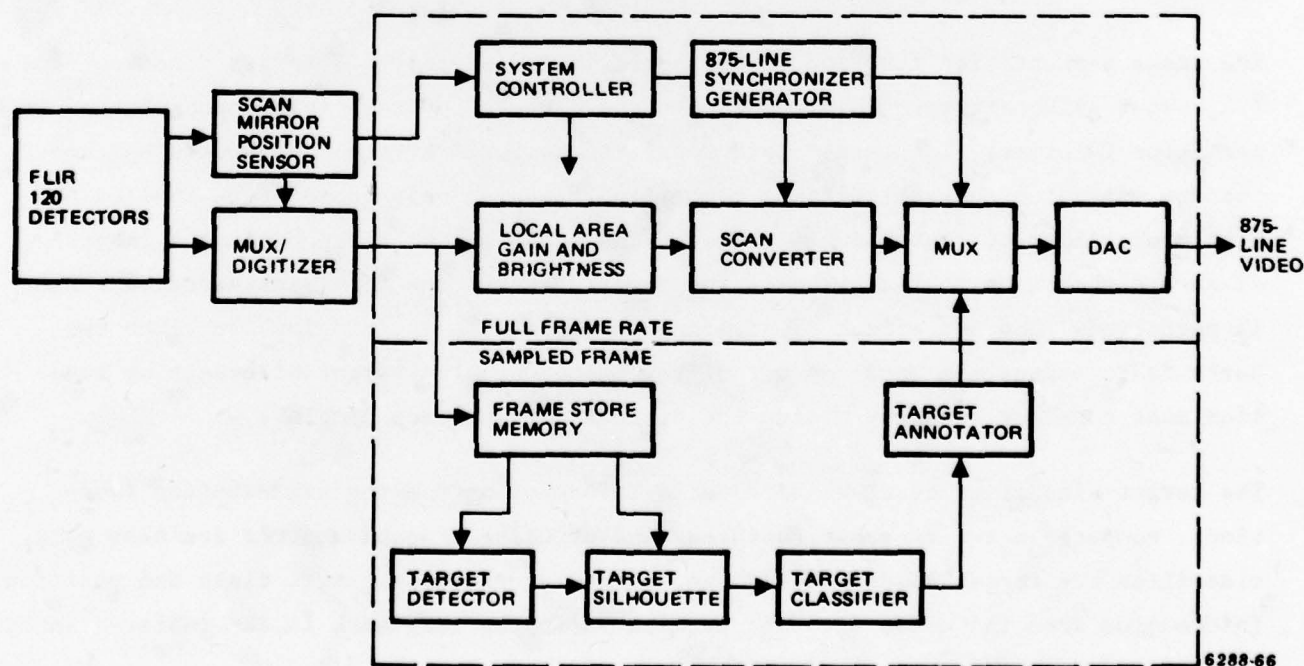 SYSTEM
CONTROLLER
875-LINE
SYNCHRONIZER
GENERATOR
SCAN
MIRROR
POSITION
SENSOR
FLIR
120
DETECTORS
MUX/
DIGITIZER
LOCAL AREA
GAIN AND
BRIGHTNESS
SCAN
CONVERTER
MUX
DAC
875-
LINE
VIDEO
FULL FRAME RATE
SAMPLED FRAME
FRAME STORE
MEMORY
TARGET
ANNOTATOR
TARGET
DETECTOR
TARGET
SILHOUETTE
TARGET
CLASSIFIER
6288-66